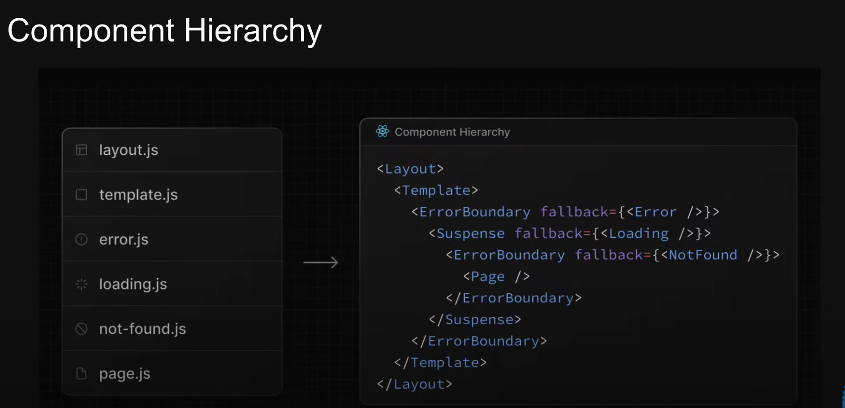 Component Hierarchy
layout.js
template.js
error.js
loading.js
not-found.js
page.js
Component Hierarchy
<Layout>
<Template>
<ErrorBoundary fallback={<Error />}>
<Suspense fallback={<Loading />}>
<ErrorBoundary fallback={<NotFound />}>
<Page />
</ErrorBoundary>
</Suspense>
</ErrorBoundary>
</Template>
</Layout>